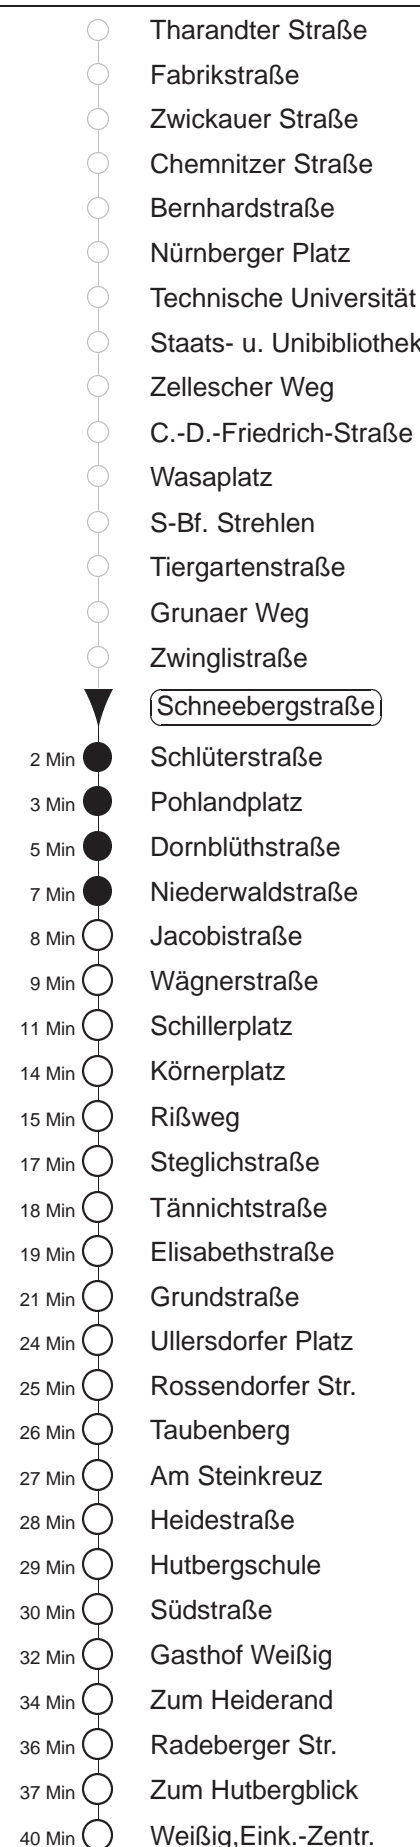 Tharandter Straße
Fabrikstraße
Zwickauer Straße
Chemnitzer Straße
Bernhardstraße
Nürnberger Platz
Technische Universität
Staats- u. Unibibliothek
Zellescher Weg
C.-D.-Friedrich-Straße
Wasaplatz
S-Bf. Strehlen
Tiergartenstraße
Grunaer Weg
Zwinglistraße
Schneebergstraße
2 Min Schlüterstraße
3 Min Pohlandplatz
5 Min Dornblüthstraße
7 Min Niederwaldstraße
8 Min Jacobistraße
9 Min Wägnerstraße
11 Min Schillerplatz
14 Min Körnerplatz
15 Min Rißweg
17 Min Steglichstraße
18 Min Tännichtstraße
19 Min Elisabethstraße
21 Min Grundstraße
24 Min Ullersdorfer Platz
25 Min Rossendorfer Str.
26 Min Taubenberg
27 Min Am Steinkreuz
28 Min Heidestraße
29 Min Hutbergschule
30 Min Südstraße
32 Min Gasthof Weißig
34 Min Zum Heiderand
36 Min Radeberger Str.
37 Min Zum Hutbergblick
40 Min Weißig,Eink.-Zentr.